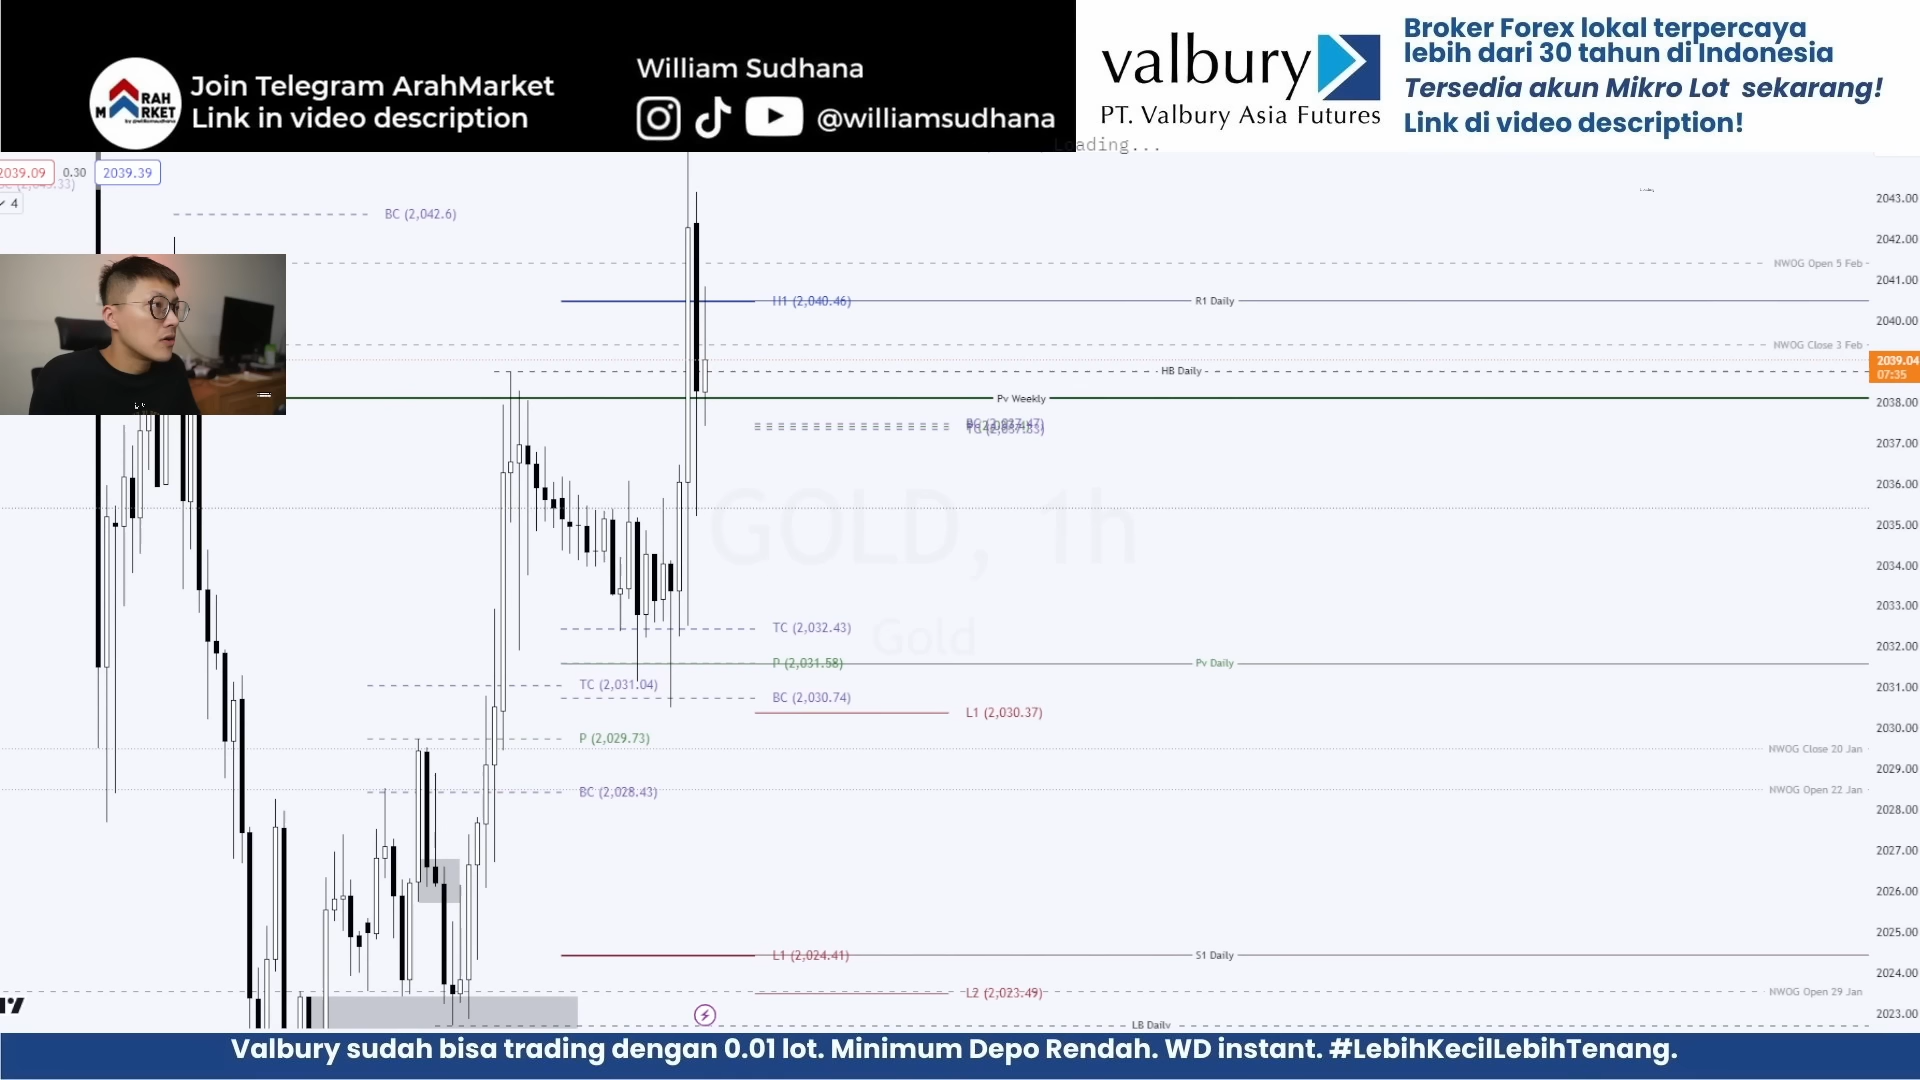 Join Telegram ArahMarket
Link in video description
RAH
MARKET
William Sudhana
@williamsudhana
valbury
PT. Valbury Asia Futures
Broker Forex lokal terpercaya
lebih dari 30 tahun di Indonesia
Tersedia akun Mikro Lot sekarang!
Link di video description!
Loading...
2039.09 0.30 2039.39
4
BC (2,042.6)
NWOG Open 5 Feb
H1 (2,040.46)
R1 Daily
NWOG Close 3 Feb
HB Daily
Pv Weekly
GOLD, 1h
Gold
TC (2,032.43)
P (2,031.58)
Pv Daily
TC (2,031.04)
BC (2,030.74)
L1 (2,030.37)
P (2,029.73)
NWOG Close 20 Jan
BC (2,028.43)
NWOG Open 22 Jan
L1 (2,024.41)
S1 Daily
L2 (2,023.49)
NWOG Open 29 Jan
LB Daily
2043.00
2042.00
2041.00
2040.00
2039.04
07:35
2038.00
2037.00
2036.00
2035.00
2034.00
2033.00
2032.00
2031.00
2030.00
2029.00
2028.00
2027.00
2026.00
2025.00
2024.00
2023.00
Valbury sudah bisa trading dengan 0.01 lot. Minimum Depo Rendah. WD instant. #LebihKecilLebihTenang.